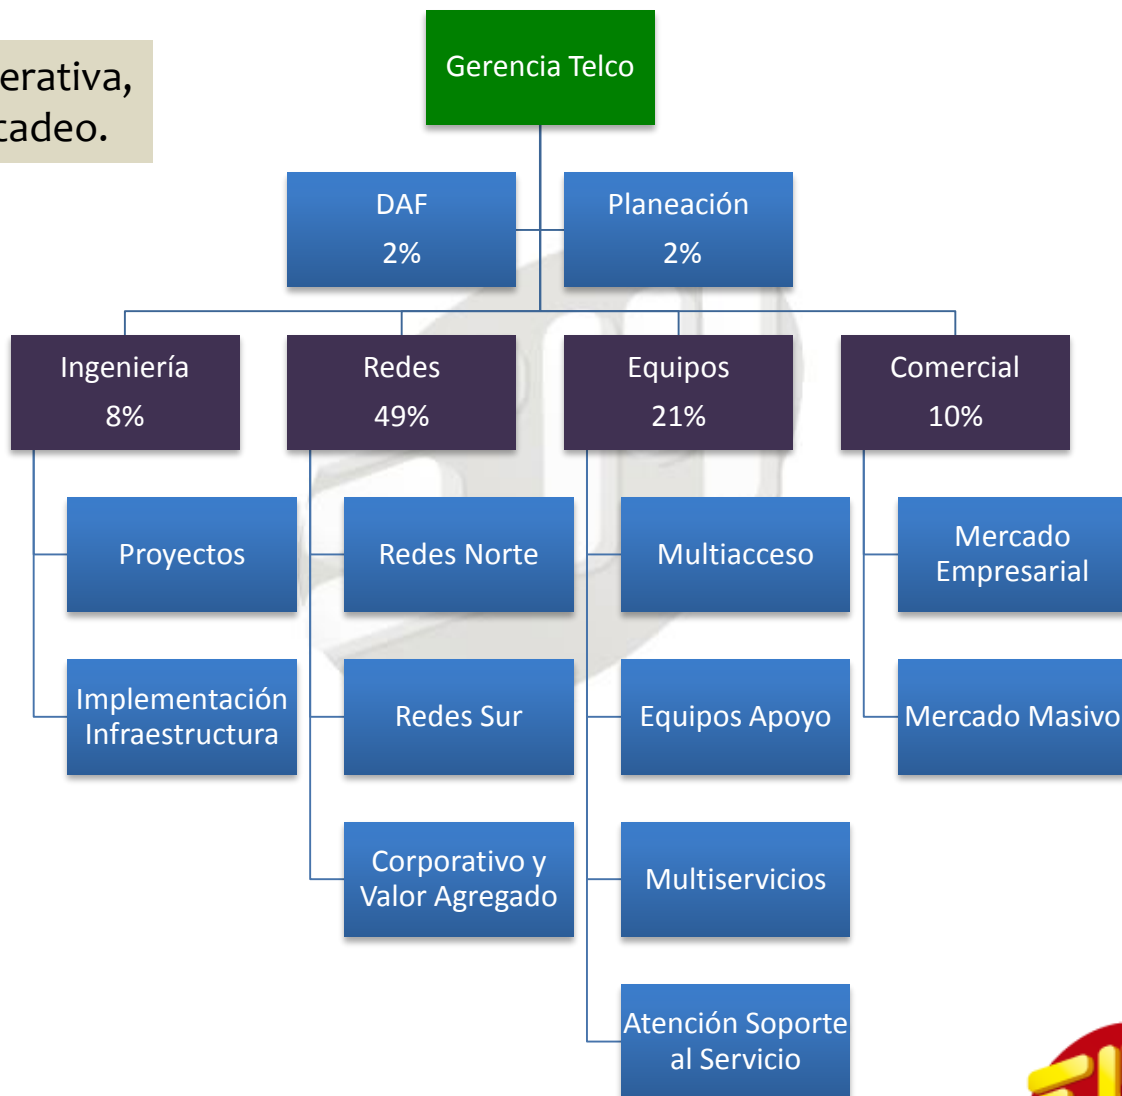 Gerencia Telco
erativa,
cadeo.
DAF
2%
Planeación
2%
Ingeniería
8%
Redes
49%
Equipos
21%
Comercial
10%
Proyectos
Redes Norte
Multiacceso
Mercado
Empresarial
Implementación
Infraestructura
Redes Sur
Equipos Apoyo
Mercado Masivo
Corporativo y
Valor Agregado
Multiservicios
Atención Soporte
al Servicio